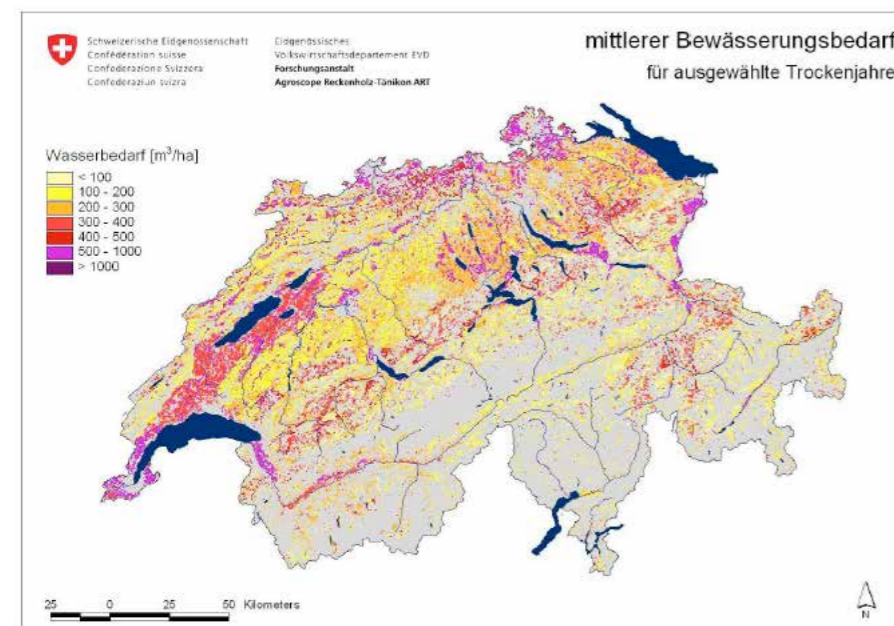 Schweizerische Eidgenossenschaft
Confédération suisse
Confederazione Svizzera
Confederaziun svizra
Eidgenössisches
Volkswirtschaftsdepartement EVD
Forschungsanstalt
Agroscope Reckenholz-Tänikon ART
mittlerer Bewässerungsbedarf
für ausgewählte Trockenjahre
Wasserbedarf [m³/ha]
< 100
100 - 200
200 - 300
300 - 400
400 - 500
500 - 1000
> 1000
25 0 25 50 Kilometers
N